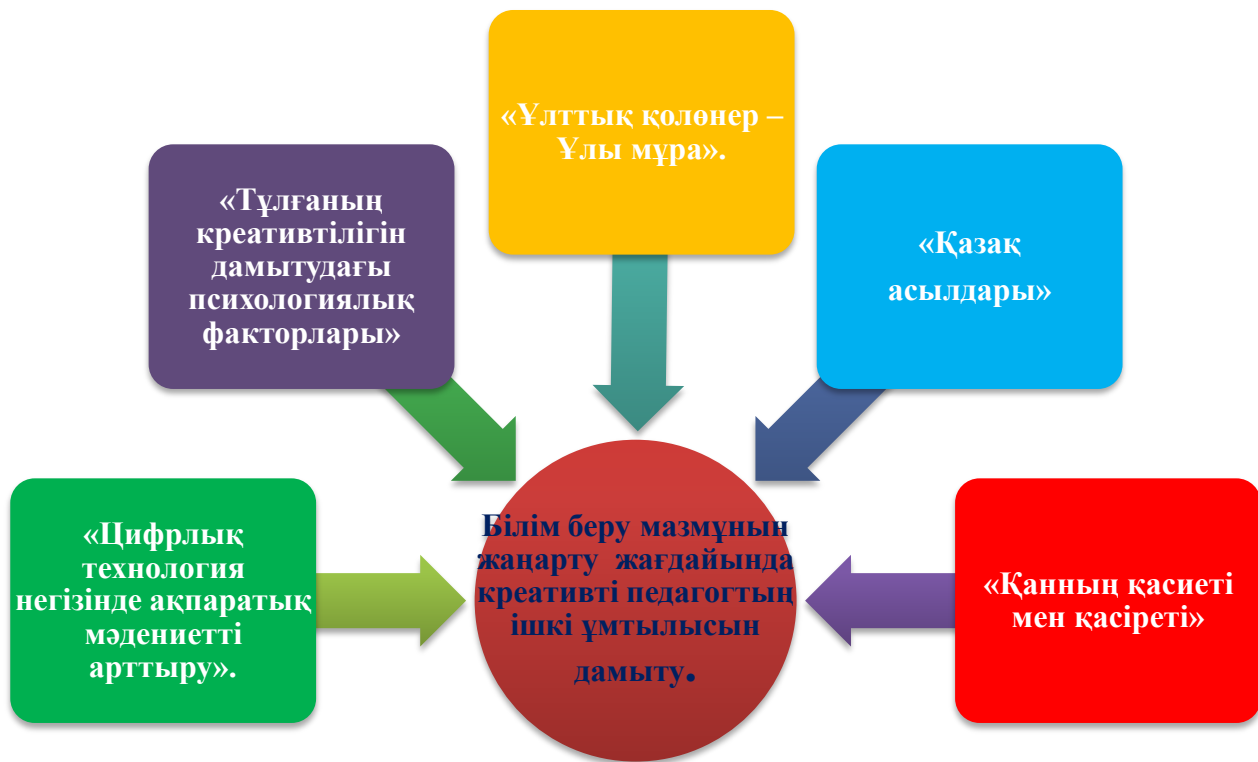 «Ұлттық қолөнер –
Ұлы мұра».
«Тұлғаның
креативтілігін
дамытудағы
психологиялық
факторлары»
«Қазақ
асылдары»
«Цифрлық
технология
негізінде ақпаратық
мәдениетті
арттыру».
Білім беру мазмұнын
жаңарту жағдайында
креативті педагогтың
ішкі ұмтылысын
дамыту.
«Қанның қасиеті
мен қасіреті»